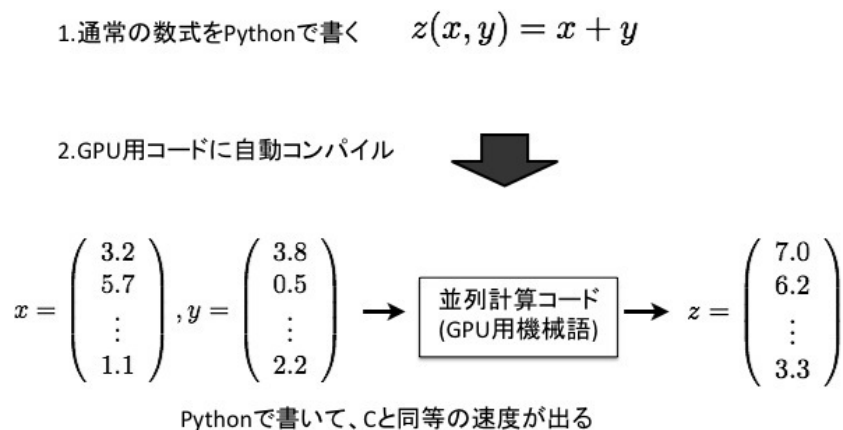 1.通常の数式をPythonで書く z(x, y) = x + y
2.GPU用コードに自動コンパイル
x = ( 3.2 5.7 ⋮ 1.1 ) , y = ( 3.8 0.5 ⋮ 2.2 )
並列計算コード
(GPU用機械語)
z = ( 7.0 6.2 ⋮ 3.3 )
Pythonで書いて、Cと同等の速度が出る